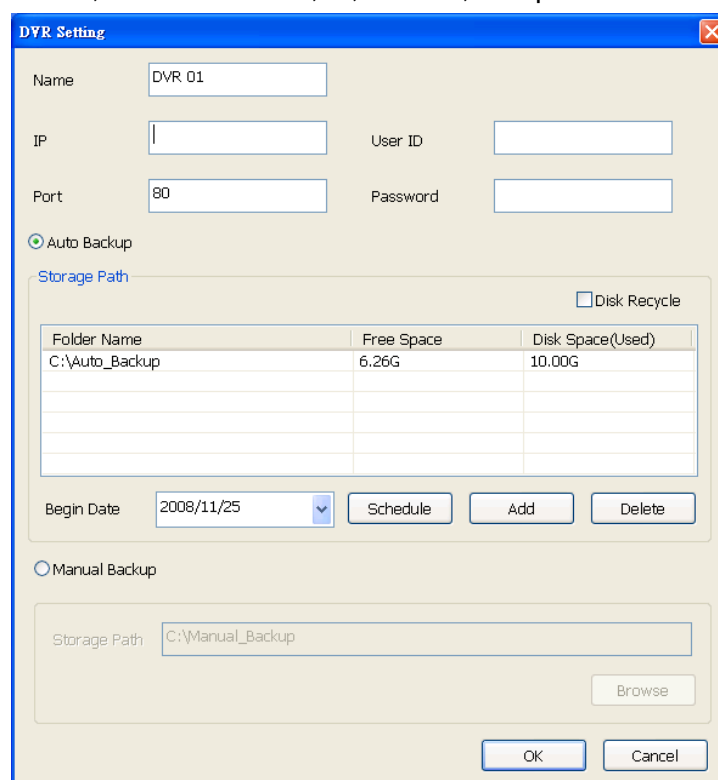 DVR Setting
Name DVR 01
IP User ID
Port 80 Password
Auto Backup
Storage Path
Disk Recycle
Folder Name Free Space Disk Space(Used)
C:\Auto_Backup 6.26G 10.00G
Begin Date 2008/11/25 Schedule Add Delete
Manual Backup
Storage Path C:\Manual_Backup
Browse
OK Cancel